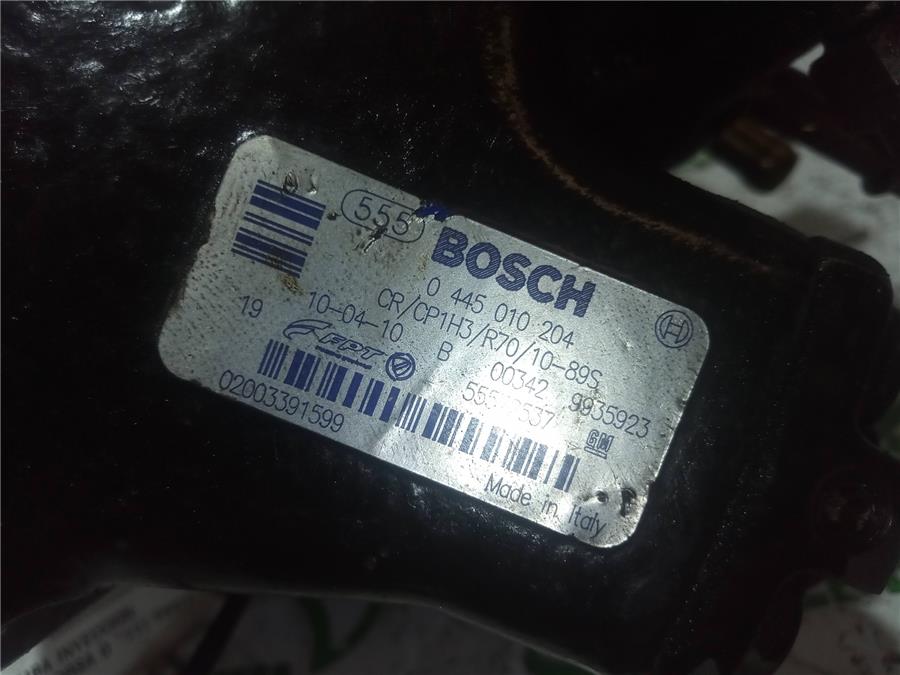 555
BOSCH
0 445 010 204
CR/CP1H3/R70/10-89S
19 10-04-10 B 00342 9935923
FPT
GM
02003391599
Made in Italy